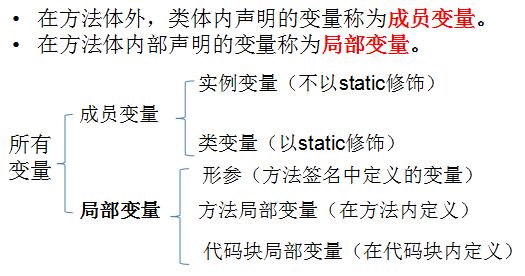 • 在方法体外，类体内声明的变量称为成员变量。
• 在方法体内部声明的变量称为局部变量。
所有变量
成员变量
实例变量（不以static修饰）
类变量（以static修饰）
局部变量
形参（方法签名中定义的变量）
方法局部变量（在方法内定义）
代码块局部变量（在代码块内定义）